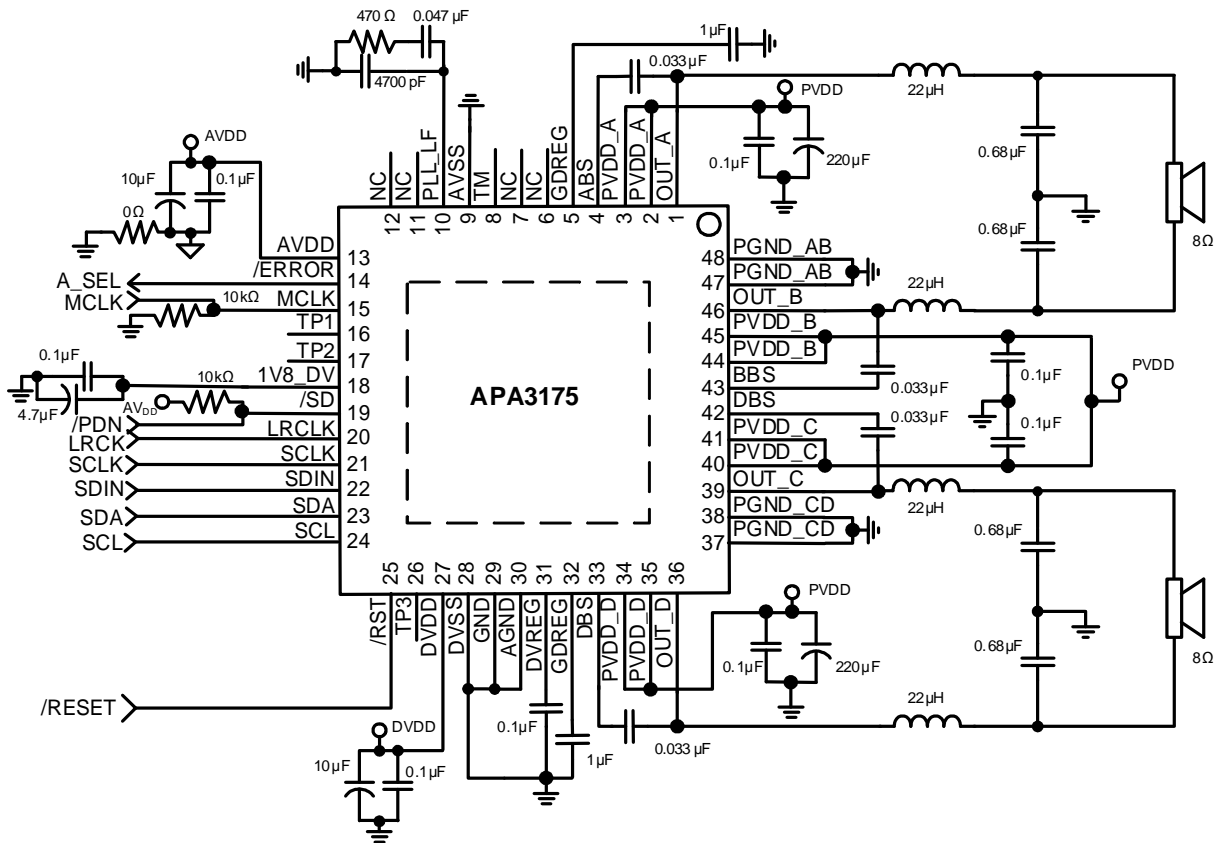 470 Ω
0.047 µF
4700 pF
1µF
0.033µF
22µH
PVDD
0.1µF
220µF
0.68µF
0.68µF
8Ω
AVDD
10µF
0.1µF
0Ω
NC
NC
PLL_LF
AVSS
TM
NC
NC
GDREG
ABS
PVDD_A
PVDD_A
OUT_A
12
11
10
9
8
7
6
5
4
3
2
1
AVDD
13
/ERROR
14
A_SEL
MCLK
10kΩ
MCLK
15
TP1
16
TP2
17
0.1µF
4.7µF
1V8_DV
18
10kΩ
AVDD
/SD
19
/PDN
LRCK
LRCLK
20
SCLK
SCLK
21
SDIN
SDIN
22
SDA
SDA
23
SCL
SCL
24
APA3175
48
PGND_AB
47
PGND_AB
46
OUT_B
22µH
45
PVDD_B
44
PVDD_B
43
BBS
0.033µF
0.1µF
PVDD
42
DBS
0.033µF
0.1µF
41
PVDD_C
40
PVDD_C
39
OUT_C
22µH
38
PGND_CD
37
PGND_CD
25
26
27
28
29
30
31
32
33
34
35
36
/RST
TP3
DVDD
DVSS
GND
AGND
DVREG
GDREG
DBS
PVDD_D
PVDD_D
OUT_D
/RESET
DVDD
10µF
0.1µF
0.1µF
1µF
0.033 µF
PVDD
0.1µF
220µF
22µH
0.68µF
0.68µF
8Ω